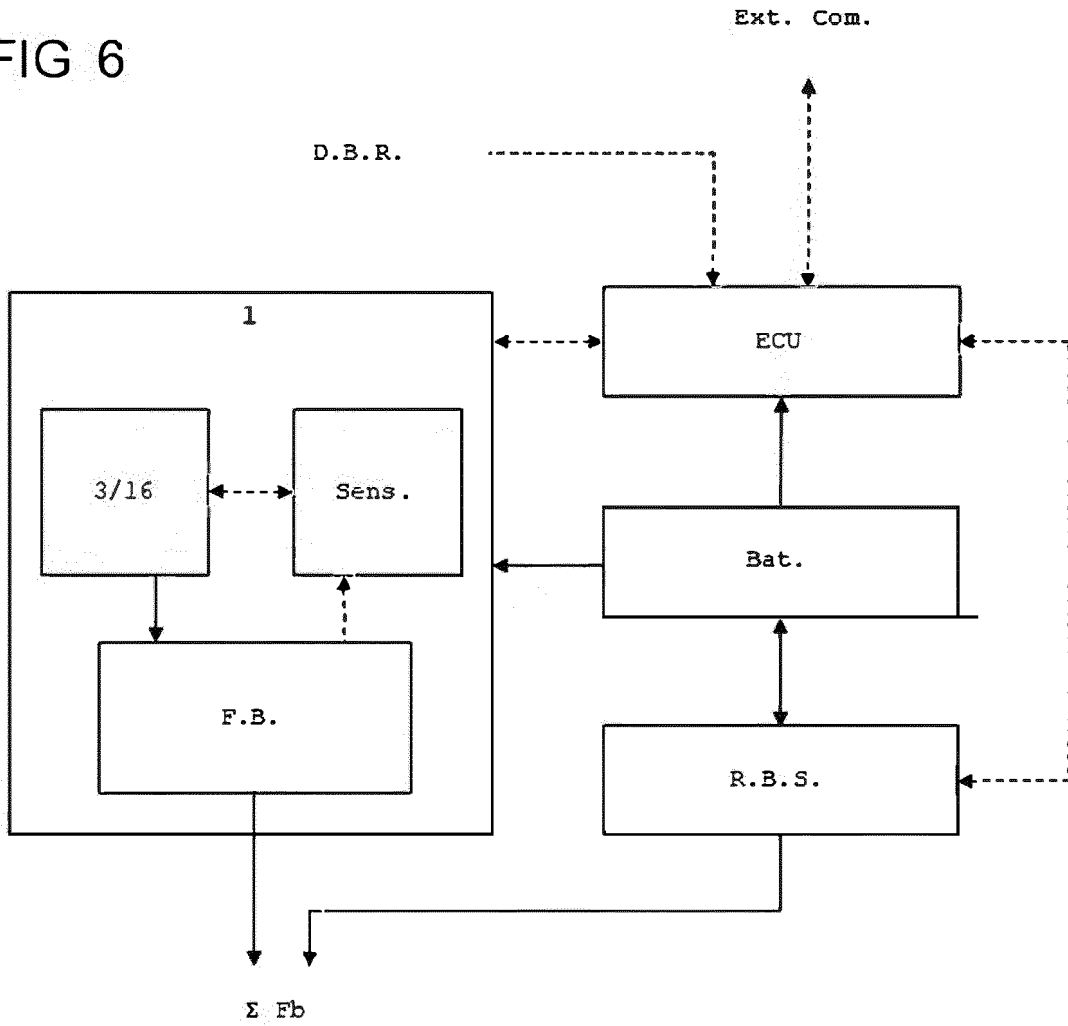 Ext. Com.
FIG 6
D.B.R.
1
ECU
3/16
Sens.
Bat.
F.B.
R.B.S.
Σ Fb